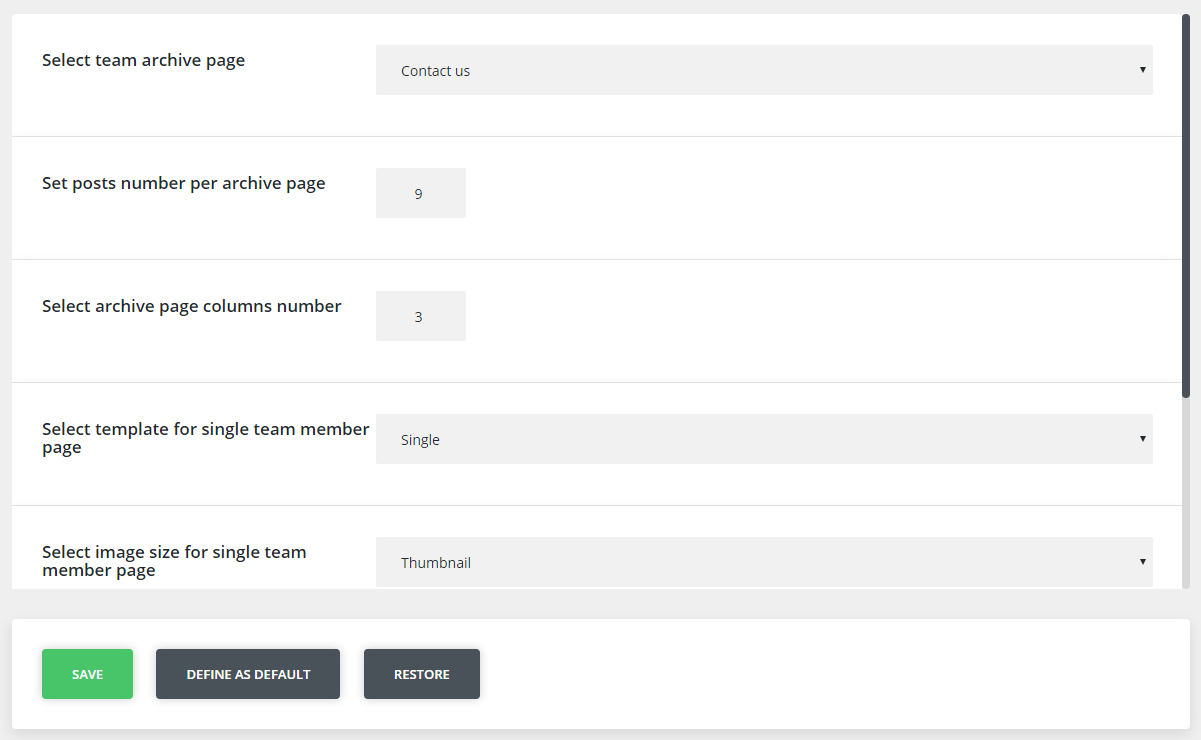 Select team archive page
Contact us
Set posts number per archive page
9
Select archive page columns number
3
Select template for single team member
page
Single
Select image size for single team
member page
Thumbnail
SAVE
DEFINE AS DEFAULT
RESTORE